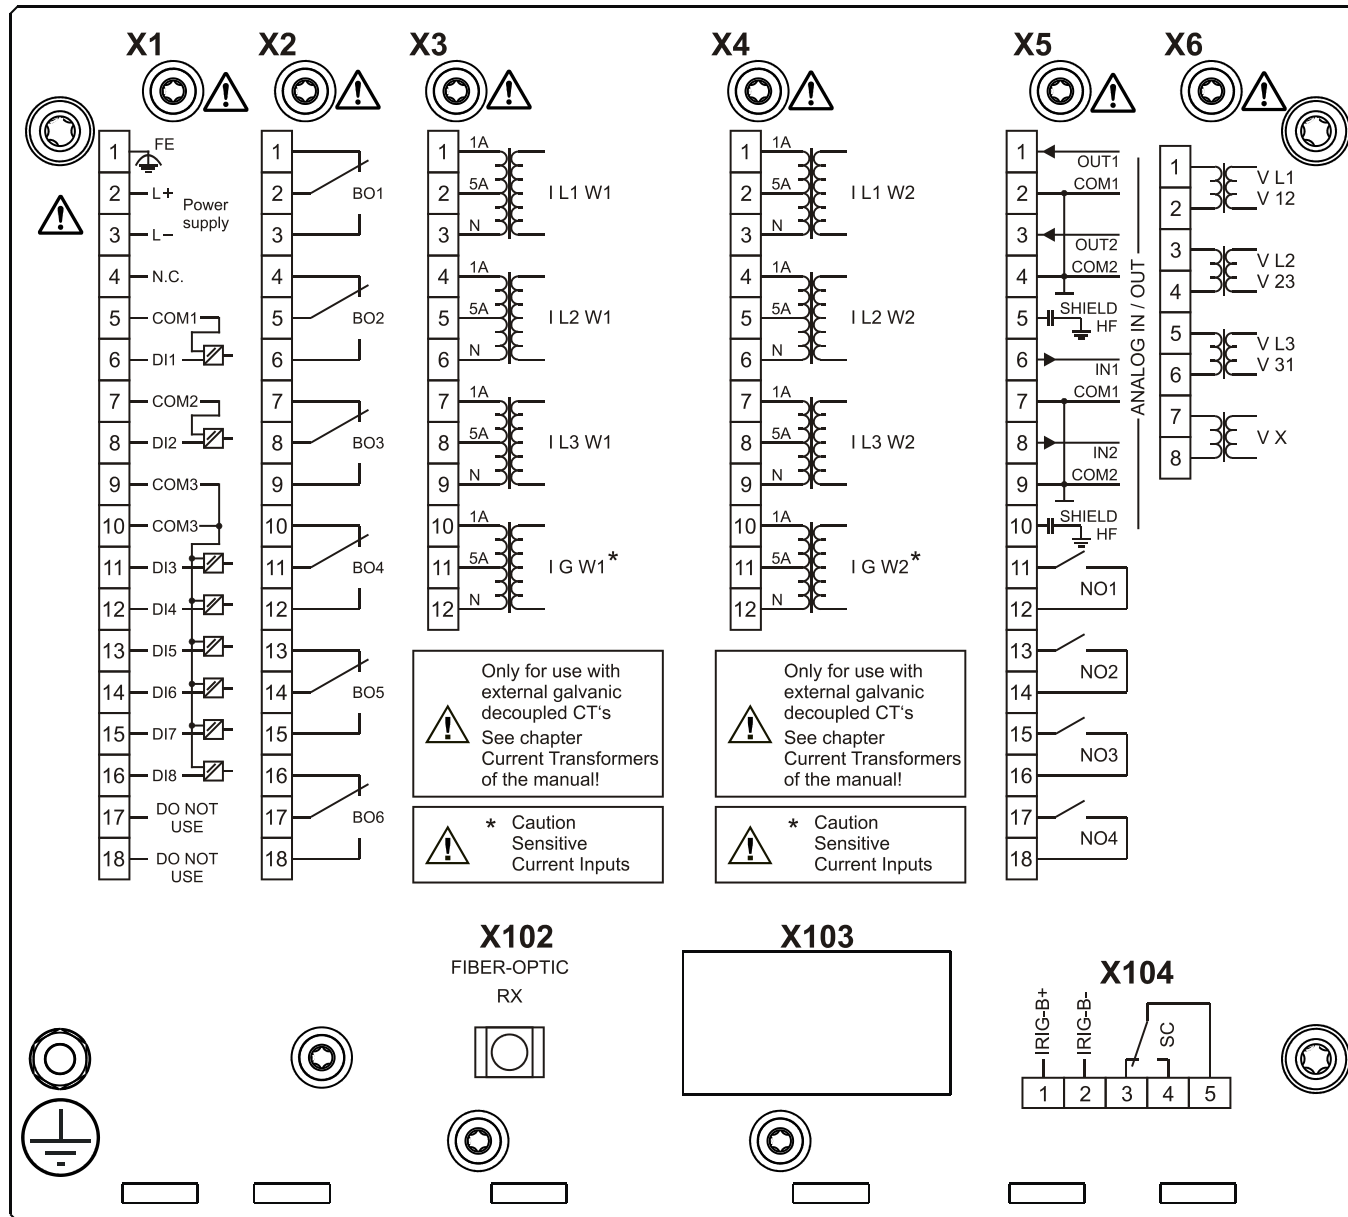 X1
X2
X3
X4
X5
X6
1 FE
2 L+ Power
supply
3 L–
4 N.C.
5 COM1
6 DI1
7 COM2
8 DI2
9 COM3
10 COM3
11 DI3
12 DI4
13 DI5
14 DI6
15 DI7
16 DI8
17 DO NOT
USE
18 DO NOT
USE
1
2 BO1
3
4
5 BO2
6
7
8 BO3
9
10
11 BO4
12
13
14 BO5
15
16
17 BO6
18
1 1A
2 5A I L1 W1
3 N
4 1A
5 5A I L2 W1
6 N
7 1A
8 5A I L3 W1
9 N
10 1A
11 5A I G W1*
12 N
Only for use with
external galvanic
decoupled CT‘s
See chapter
Current Transformers
of the manual!
* Caution
Sensitive
Current Inputs
1 1A
2 5A I L1 W2
3 N
4 1A
5 5A I L2 W2
6 N
7 1A
8 5A I L3 W2
9 N
10 1A
11 5A I G W2*
12 N
Only for use with
external galvanic
decoupled CT‘s
See chapter
Current Transformers
of the manual!
* Caution
Sensitive
Current Inputs
1 OUT1
2 COM1
3 OUT2
4 COM2
5 SHIELD
HF
6 IN1
7 COM1
8 IN2
9 COM2
10 SHIELD
HF
ANALOG IN / OUT
11
NO1
12
13
NO2
14
15
NO3
16
17
NO4
18
1 V L1
2 V 12
3 V L2
4 V 23
5 V L3
6 V 31
7 V X
8
X102
FIBER-OPTIC
RX
X103
X104
IRIG-B+
IRIG-B-
SC
1 2 3 4 5